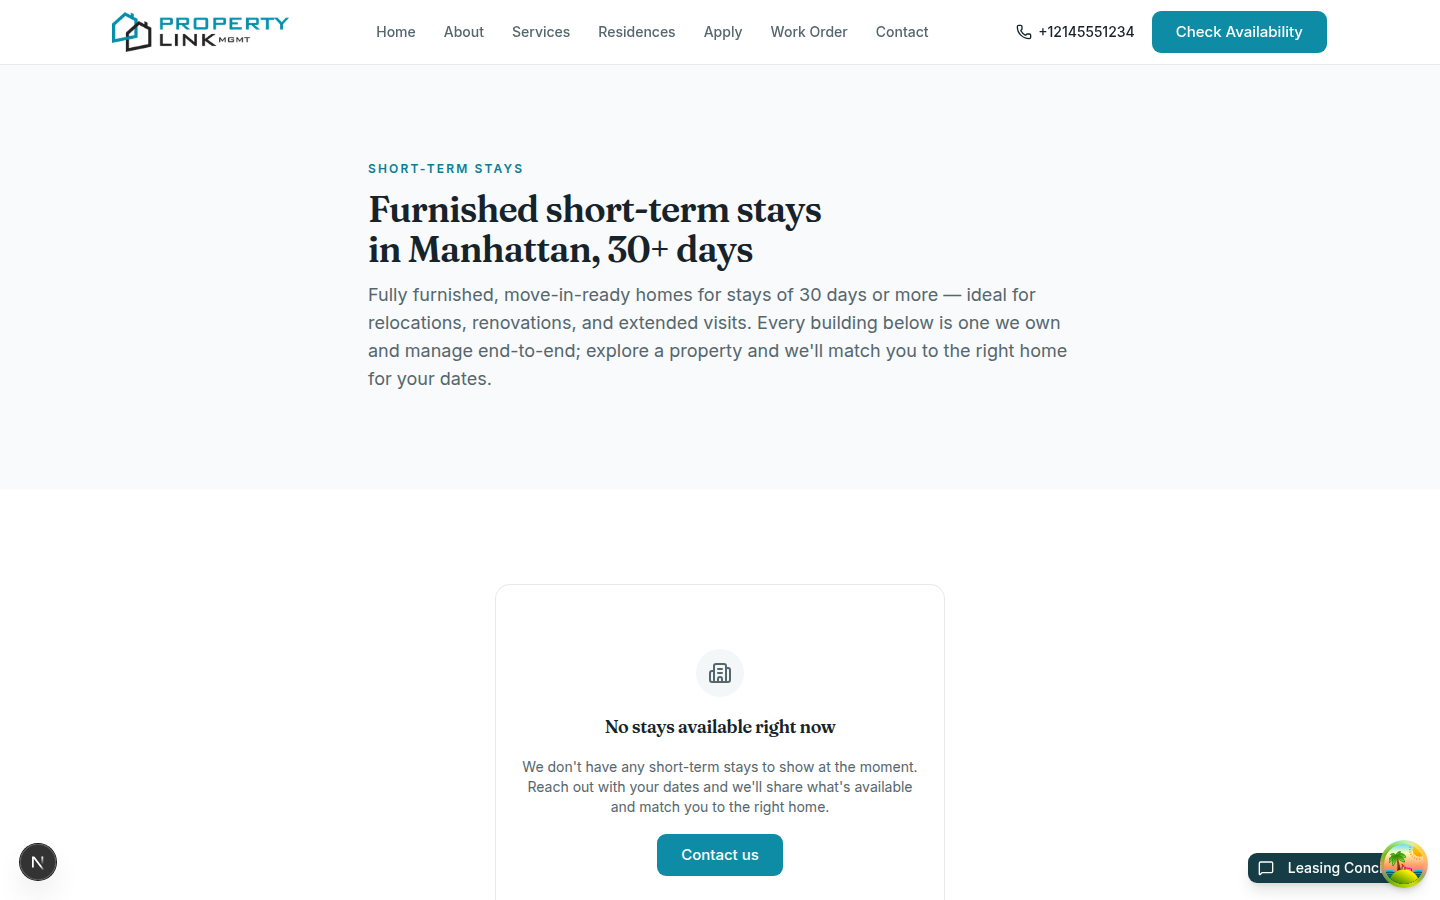 PROPERTY
LINK MGMT
Home
About
Services
Residences
Apply
Work Order
Contact
+12145551234
Check Availability
SHORT-TERM STAYS
Furnished short-term stays
in Manhattan, 30+ days
Fully furnished, move-in-ready homes for stays of 30 days or more — ideal for
relocations, renovations, and extended visits. Every building below is one we own
and manage end-to-end; explore a property and we'll match you to the right home
for your dates.
No stays available right now
We don't have any short-term stays to show at the moment.
Reach out with your dates and we'll share what's available
and match you to the right home.
Contact us
N
Leasing